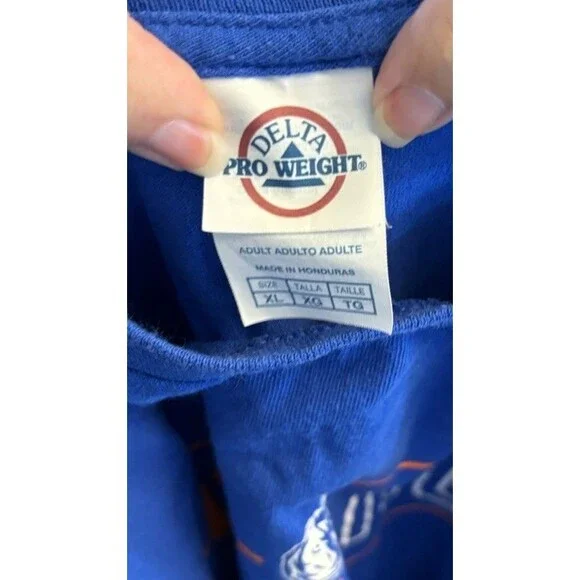 DELTA
PRO WEIGHT®
ADULT ADULTO ADULTE
MADE IN HONDURAS
SIZE TALLA TAILLE
XL XG TG